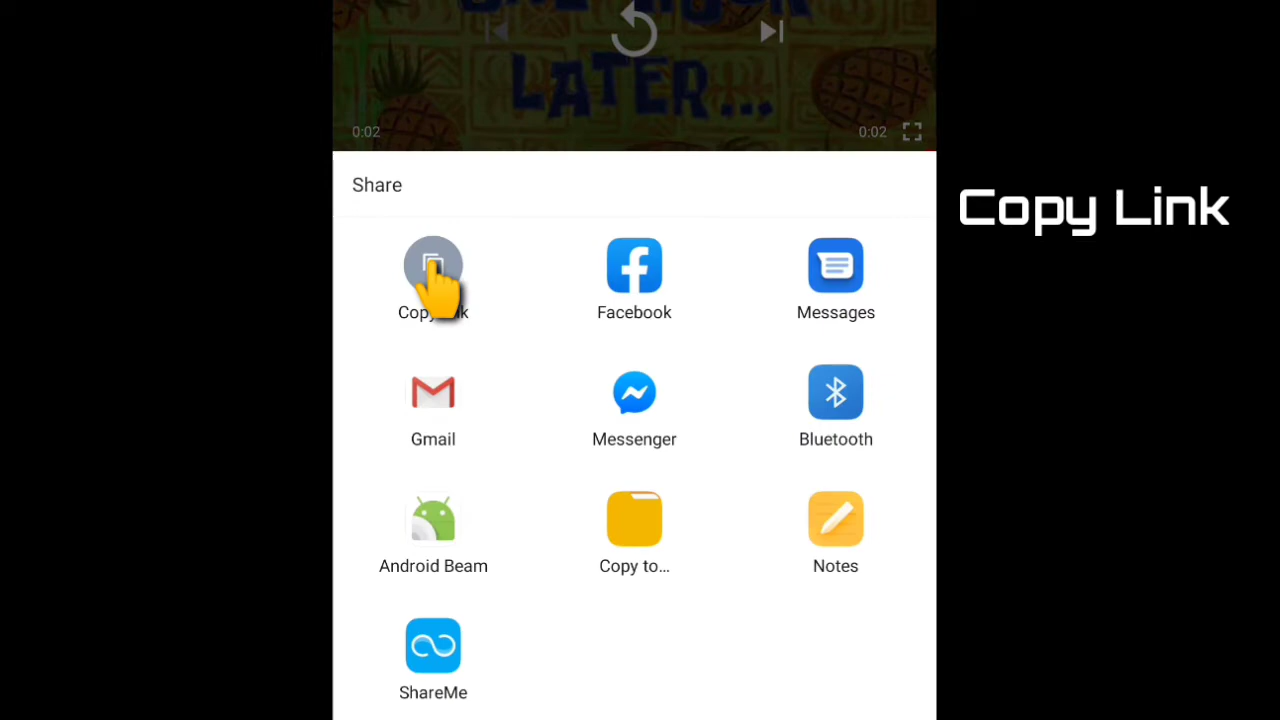 LATER...
0:02
0:02
Share
Copy Link
Copy
Facebook
Messages
Gmail
Messenger
Bluetooth
Android Beam
Copy to...
Notes
ShareMe